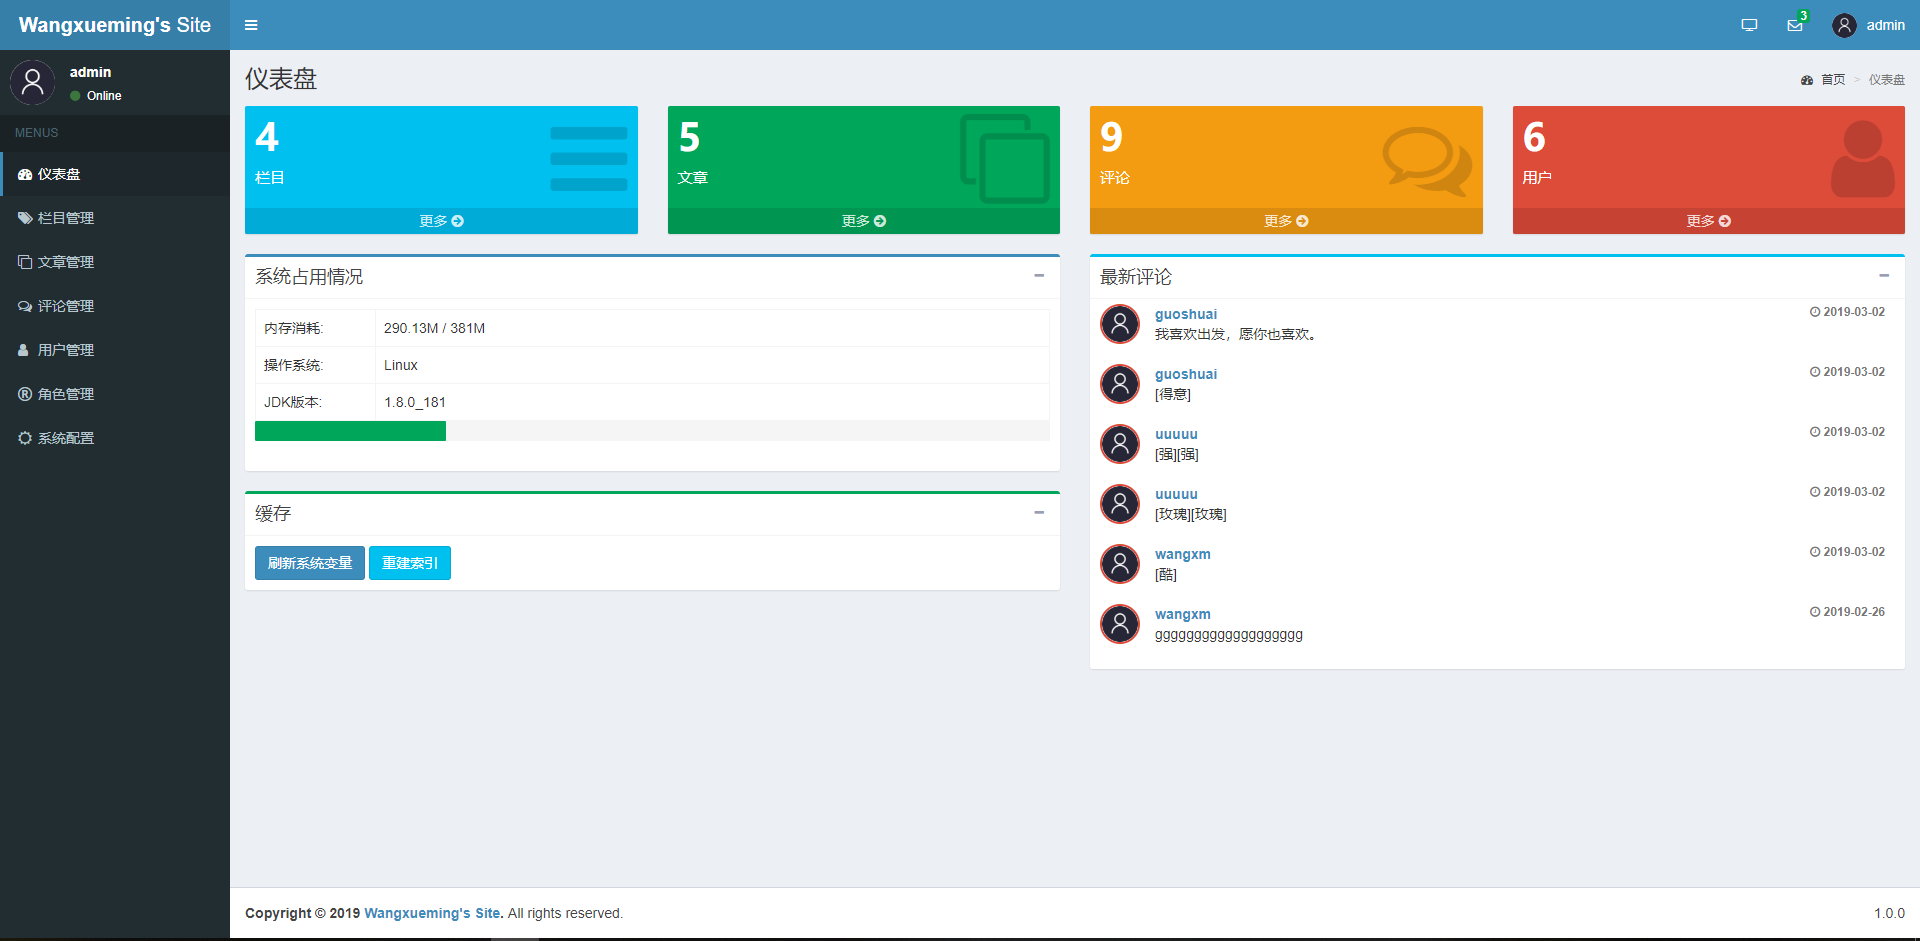 Wangxueming's Site
3
admin
admin
Online
MENUS
仪表盘
栏目管理
文章管理
评论管理
用户管理
角色管理
系统配置
仪表盘
首页 > 仪表盘
4
栏目
更多
5
文章
更多
9
评论
更多
6
用户
更多
系统占用情况
内存消耗: 290.13M / 381M
操作系统: Linux
JDK版本: 1.8.0_181
缓存
刷新系统变量 重建索引
最新评论
guoshuai 2019-03-02
我喜欢出发，愿你也喜欢。
guoshuai 2019-03-02
[得意]
uuuuu 2019-03-02
[强][强]
uuuuu 2019-03-02
[玫瑰][玫瑰]
wangxm 2019-03-02
[酷]
wangxm 2019-02-26
ggggggggggggggggggg
Copyright © 2019 Wangxueming's Site. All rights reserved.
1.0.0